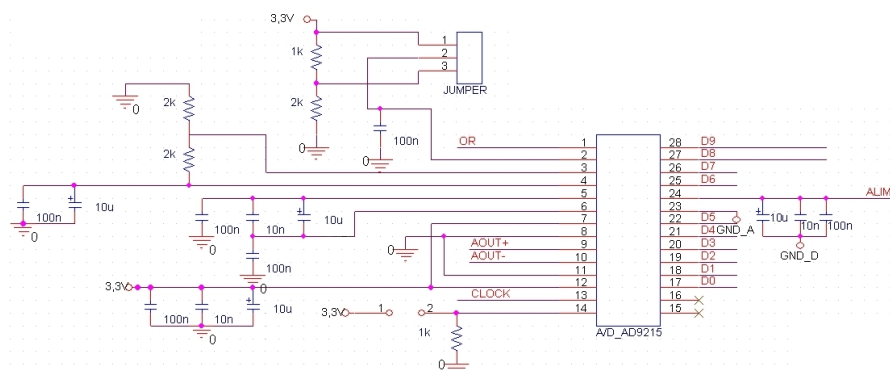 3,3V
1k
1
2
3
JUMPER
2k
0
0
2k
2k
100n
0
OR
1
2
3
4
5
6
7
8
9
10
11
12
13
14
28
27
26
25
24
23
22
21
20
19
18
17
16
15
D9
D8
D7
D6
ALIM
D5
GND_A
D4
D3
D2
D1
D0
10u
10n
100n
GND_D
100n
10u
0
100n
10n
10u
0
100n
0
0
AOUT+
AOUT-
3,3V
100n
10n
10u
0
CLOCK
3,3V
1
2
1k
0
A/D_AD9215